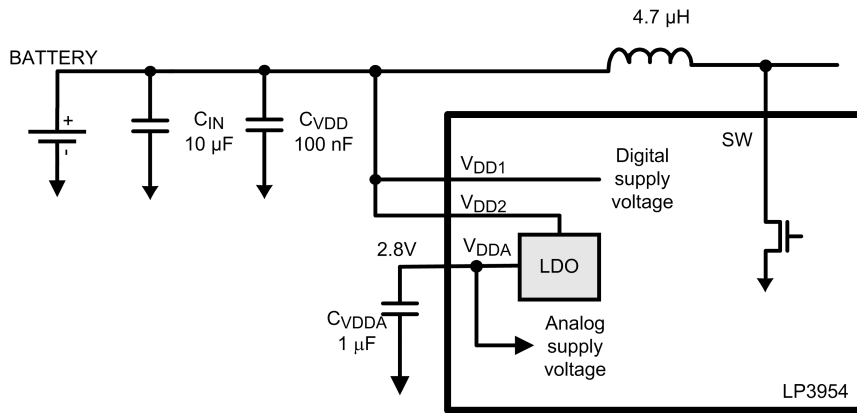 4.7 µH
BATTERY
+
-
CIN
10 µF
CVDD
100 nF
SW
VDD1
Digital
supply
voltage
VDD2
2.8V
VDDA
LDO
CVDDA
1 µF
Analog
supply
voltage
LP3954